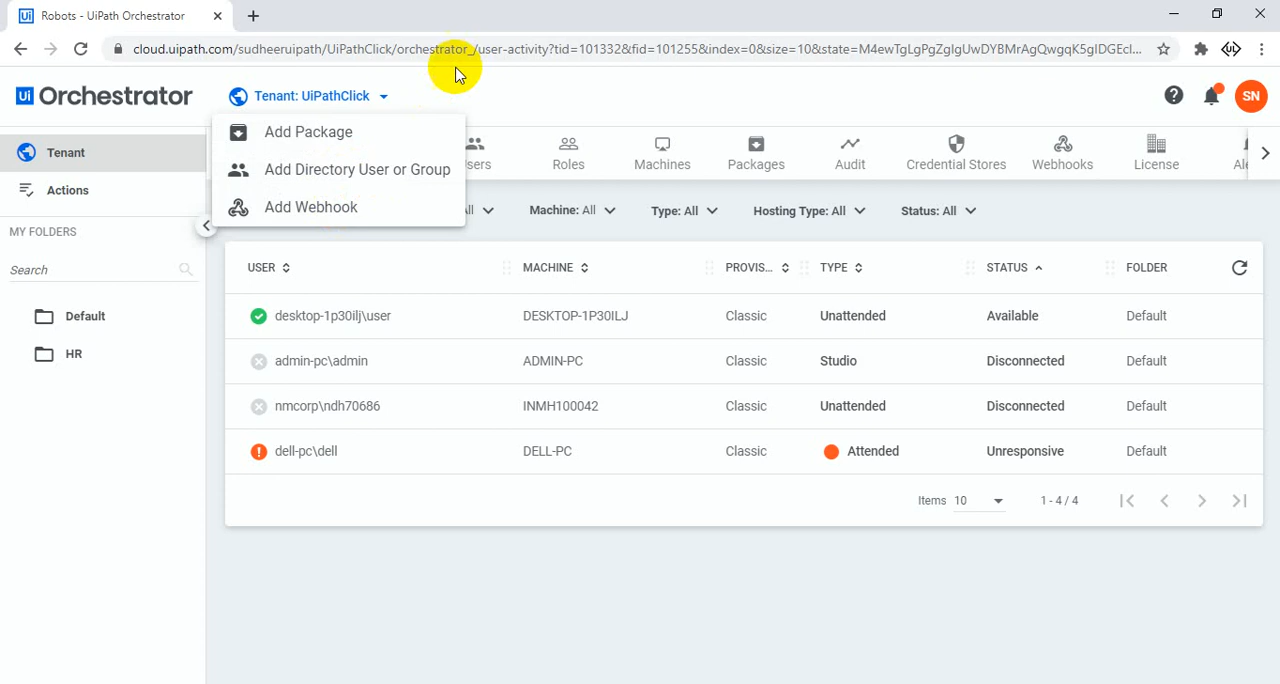 Ui Robots - UiPath Orchestrator
cloud.uipath.com/sudheeruipath/UiPathClick/orchestrator_/user-activity?tid=101332&fid=101255&index=0&size=10&state=
Ui Orchestrator
Tenant: UiPathClick
SN
Tenant
Actions
MY FOLDERS
Search
Default
HR
Add Package
Add Directory User or Group
Add Webhook
sers
Roles
Machines
Packages
Audit
Credential Stores
Webhooks
License
Ale
All
Machine: All
Type: All
Hosting Type: All
Status: All
USER MACHINE PROVIS... TYPE STATUS FOLDER
desktop-1p30ilj\user DESKTOP-1P30ILJ Classic Unattended Available Default
admin-pc\admin ADMIN-PC Classic Studio Disconnected Default
nmcorp\ndh70686 INMH100042 Classic Unattended Disconnected Default
dell-pc\dell DELL-PC Classic Attended Unresponsive Default
Items 10 1 - 4 / 4